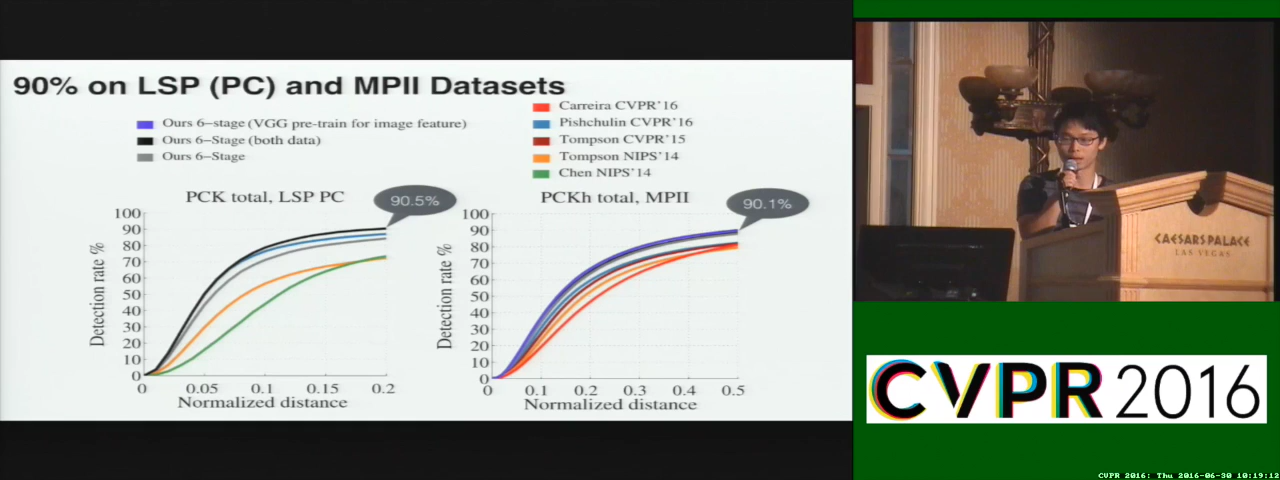 90% on LSP (PC) and MPII Datasets
Ours 6-stage (VGG pre-train for image feature)
Ours 6-Stage (both data)
Ours 6-Stage
Carreira CVPR'16
Pishchulin CVPR'16
Tompson CVPR'15
Tompson NIPS'14
Chen NIPS'14
PCK total, LSP PC
90.5%
Detection rate %
100
90
80
70
60
50
40
30
20
10
0
0 0.05 0.1 0.15 0.2
Normalized distance
PCKh total, MPII
90.1%
Detection rate %
100
90
80
70
60
50
40
30
20
10
0
0 0.1 0.2 0.3 0.4 0.5
Normalized distance
CAESARS PALACE
LAS VEGAS
CVPR 2016
CVPR 2016: Thu 2016-06-30 10:19:12